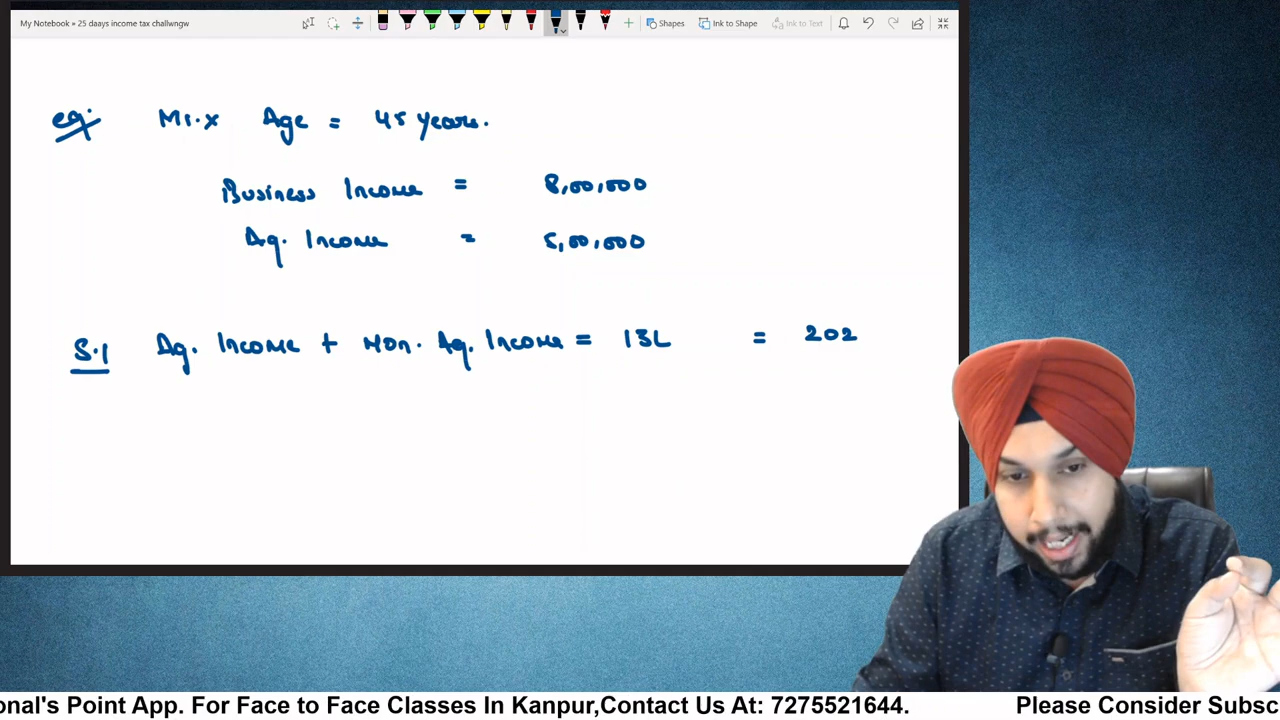 My Notebook » 25 daays income tax challwngw
Shapes
Ink to Shape
Ink to Text
eg:
Mr.x Age = 45 years.
Business Income = 8,00,000
Ag. Income = 5,00,000
S.1 Ag. Income + Non. Ag. Income = 13L = 202
onal's Point App. For Face to Face Classes In Kanpur,Contact Us At: 7275521644. Please Consider Subsc